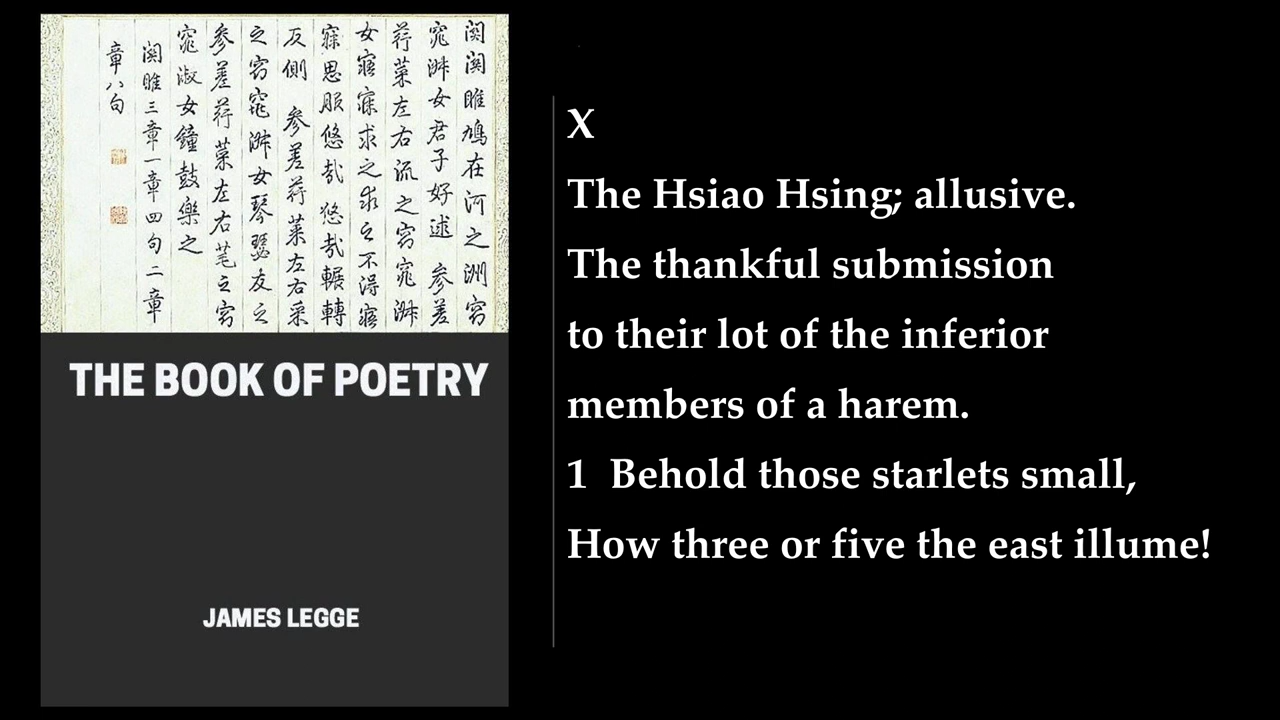 関関雎鳩在河之洲窈
窕淑女君子好逑 參差
荇菜左右流之窈窕淑
女寤寐求之求之不得寤
寐思服悠哉悠哉輾轉
反側 參差荇菜左右采
之窈窕淑女琴瑟友之
參差荇菜左右芼之窈
窕淑女鐘鼓樂之
関雎三章一章四句二章
章八句
THE BOOK OF POETRY
JAMES LEGGE
X
The Hsiao Hsing; allusive.
The thankful submission
to their lot of the inferior
members of a harem.
1 Behold those starlets small,
How three or five the east illume!